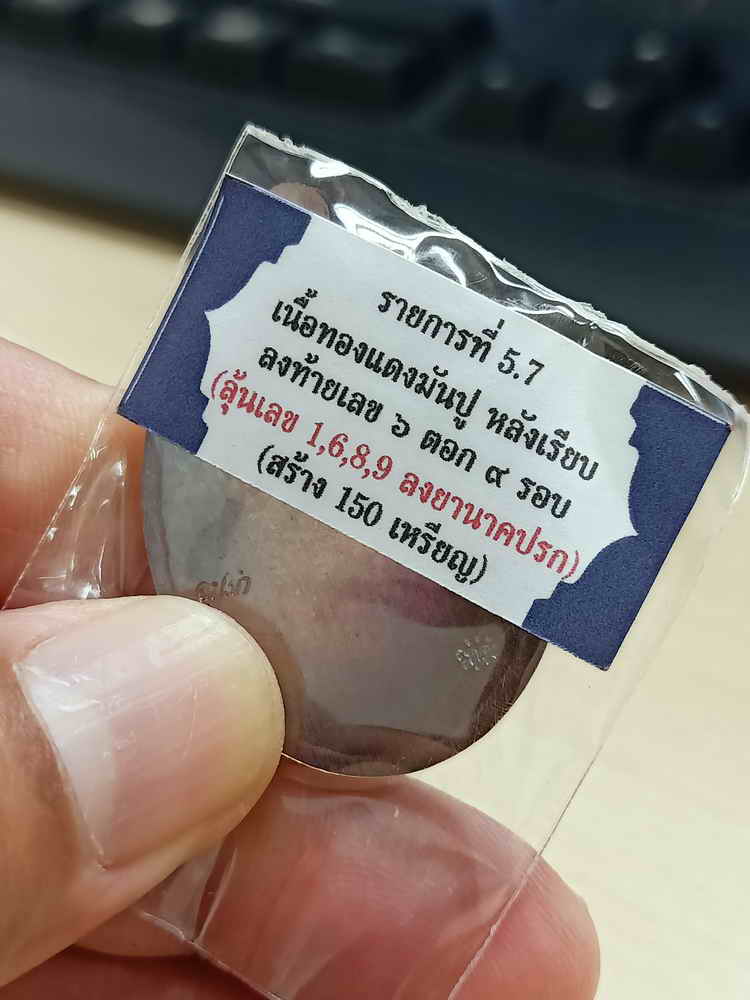 รายการที่ 5.7
เนื้อทองแดงมันปู หลังเรียบ
ลงท้ายเลข ๖ ตอก ๙ รอบ
(ลุ้นเลข 1,6,8,9 ลงยานาคปรก)
(สร้าง 150 เหรียญ)